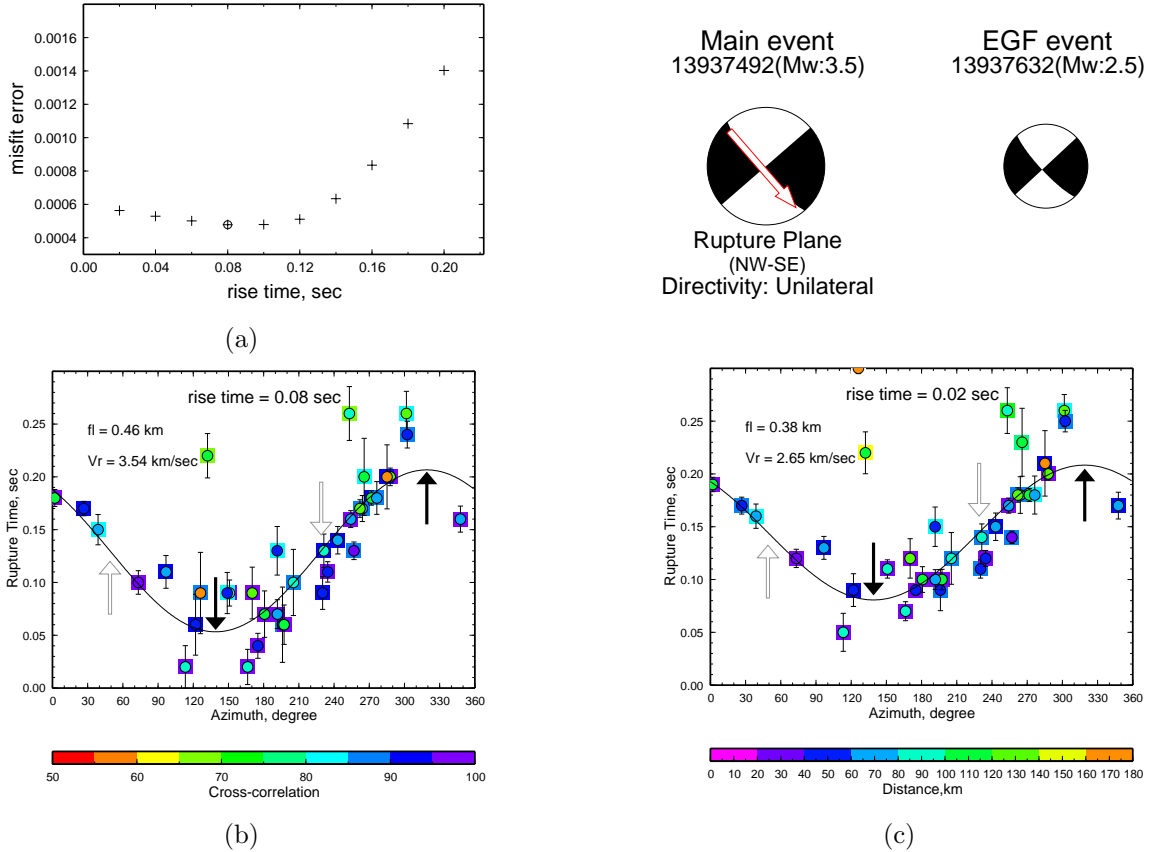 0.0016
0.0014
0.0010
0.0008
0.0006
0.0004
misfit error
0.00 0.04 0.08 0.12 0.16 0.20
rise time, sec
(a)
Main event
13937492(Mw:3.5)
EGF event
13937632(Mw:2.5)
Rupture Plane
(NW-SE)
Directivity: Unilateral
rise time = 0.08 sec
fl = 0.46 km
Vr = 3.54 km/sec
0.25
0.20
0.15
0.10
0.05
0.00
Rupture Time, sec
0 30 60 90 120 150 180 210 240 270 300 330 360
Azimuth, degree
50 60 70 80 90 100
Cross-correlation
(b)
rise time = 0.02 sec
fl = 0.38 km
Vr = 2.65 km/sec
0.25
0.20
0.15
0.10
0.05
0.00
Rupture Time, sec
0 30 60 90 120 150 180 210 240 270 300 330 360
Azimuth, degree
0 10 20 30 40 50 60 70 80 90 100 110 120 130 140 150 160 170 180
Distance,km
(c)